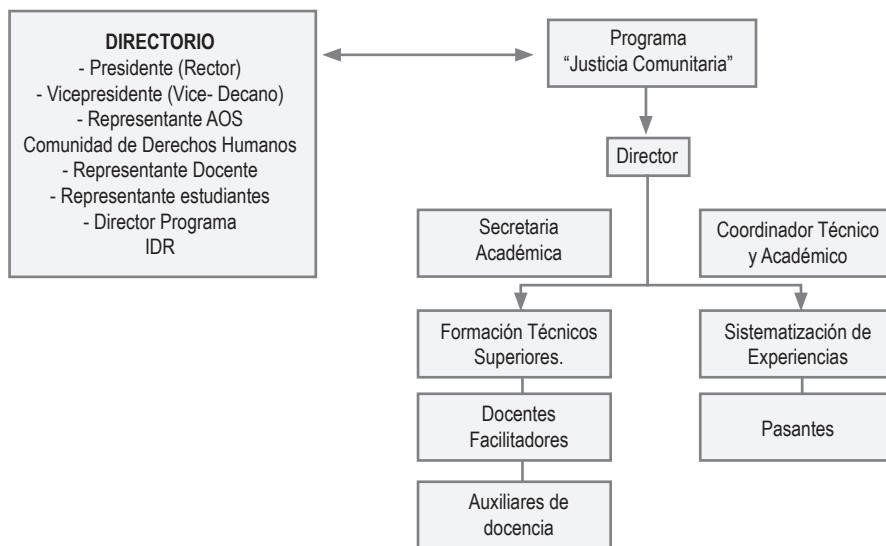 DIRECTORIO
- Presidente (Rector)
- Vicepresidente (Vice- Decano)
- Representante AOS
Comunidad de Derechos Humanos
- Representante Docente
- Representante estudiantes
- Director Programa
IDR
Programa
“Justicia Comunitaria”
Director
Secretaria
Académica
Coordinador Técnico
y Académico
Formación Técnicos
Superiores.
Sistematización de
Experiencias
Docentes
Facilitadores
Pasantes
Auxiliares de
docencia